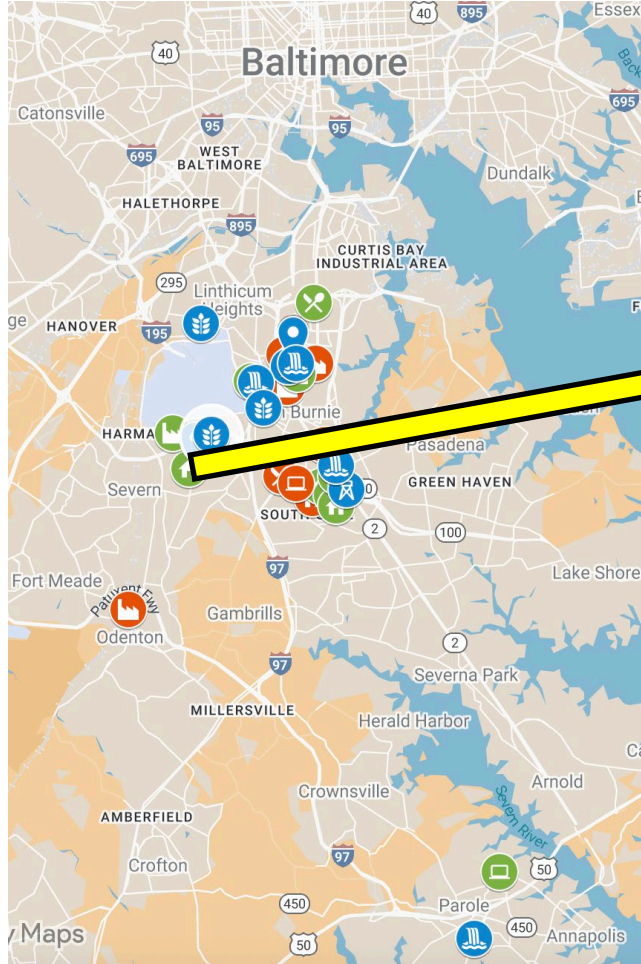 Essex
40
895
40
Baltimore
695
Catonsville
95
95
WEST
BALTIMORE
695
Dundalk
HALETHORPE
895
CURTIS BAY
INDUSTRIAL AREA
295
Linthicum
Heights
HANOVER
195
Burnie
HARMA
Pasadena
Severn
GREEN HAVEN
SOUTH
2
100
97
Lake Shore
Fort Meade
Patuxent Fwy
Gambrills
Odenton
2
97
Severna Park
MILLERSVILLE
Herald Harbor
Arnold
Crownsville
Severn River
AMBERFIELD
97
Crofton
50
450
Parole
450
Maps
50
Annapolis